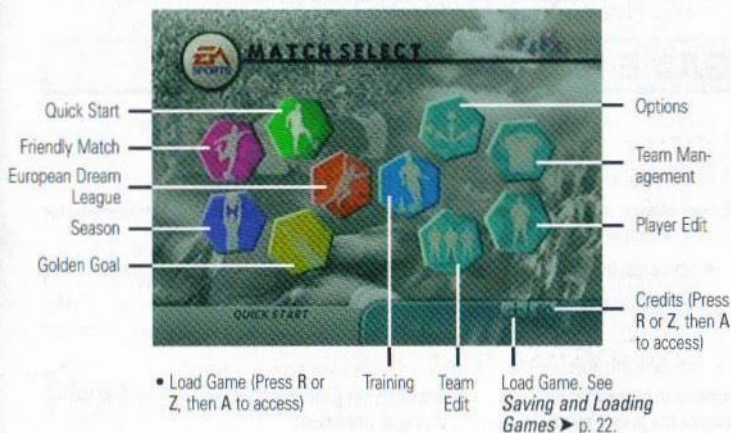 GAME
EA
SPORTS
MATCH SELECT
Quick Start
Friendly Match
European Dream
League
Season
Golden Goal
Options
Team Man-
agement
Player Edit
Credits (Press
R or Z, then A
to access)
QUICK START
• Load Game (Press R or
Z, then A to access)
Training
Team
Edit
Load Game. See
Saving and Loading
Games ➤ p. 22.